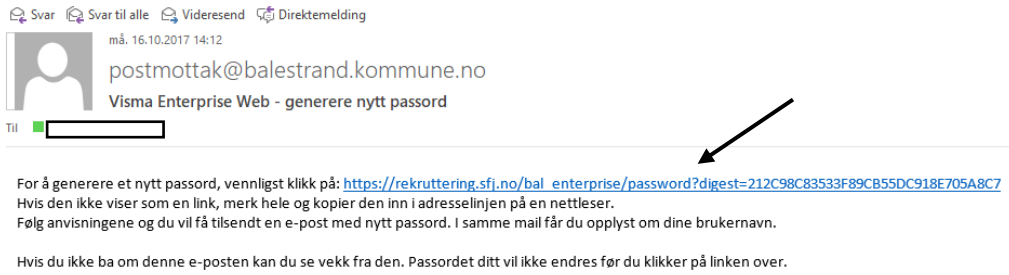 Svar Svar til alle Videresend Direktemelding
må. 16.10.2017 14:12
postmottak@balestrand.kommune.no
Visma Enterprise Web - generere nytt passord
Til
For å generere et nytt passord, vennligst klikk på: https://rekruttering.sfj.no/bal_enterprise/password?digest=212C98C83533F89CB55DC918E705A8C7
Hvis den ikke viser som en link, merk hele og kopier den inn i adresselinjen på en nettleser.
Følg anvisningene og du vil få tilsendt en e-post med nytt passord. I samme mail får du opplyst om dine brukernavn.
Hvis du ikke ba om denne e-posten kan du se vekk fra den. Passordet ditt vil ikke endres før du klikker på linken over.